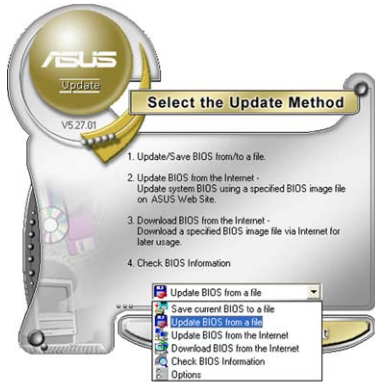 ASUS
Update
V5.27.01
Select the Update Method
1. Update/Save BIOS from/to a file.
2. Update BIOS from the Internet -
Update system BIOS using a specified BIOS image file
on ASUS Web Site.
3. Download BIOS from the Internet -
Download a specified BIOS image file via Internet for
later usage.
4. Check BIOS Information
Update BIOS from a file
Save current BIOS to a file
Update BIOS from a file
Update BIOS from the Internet
Download BIOS from the Internet
Check BIOS Information
Options